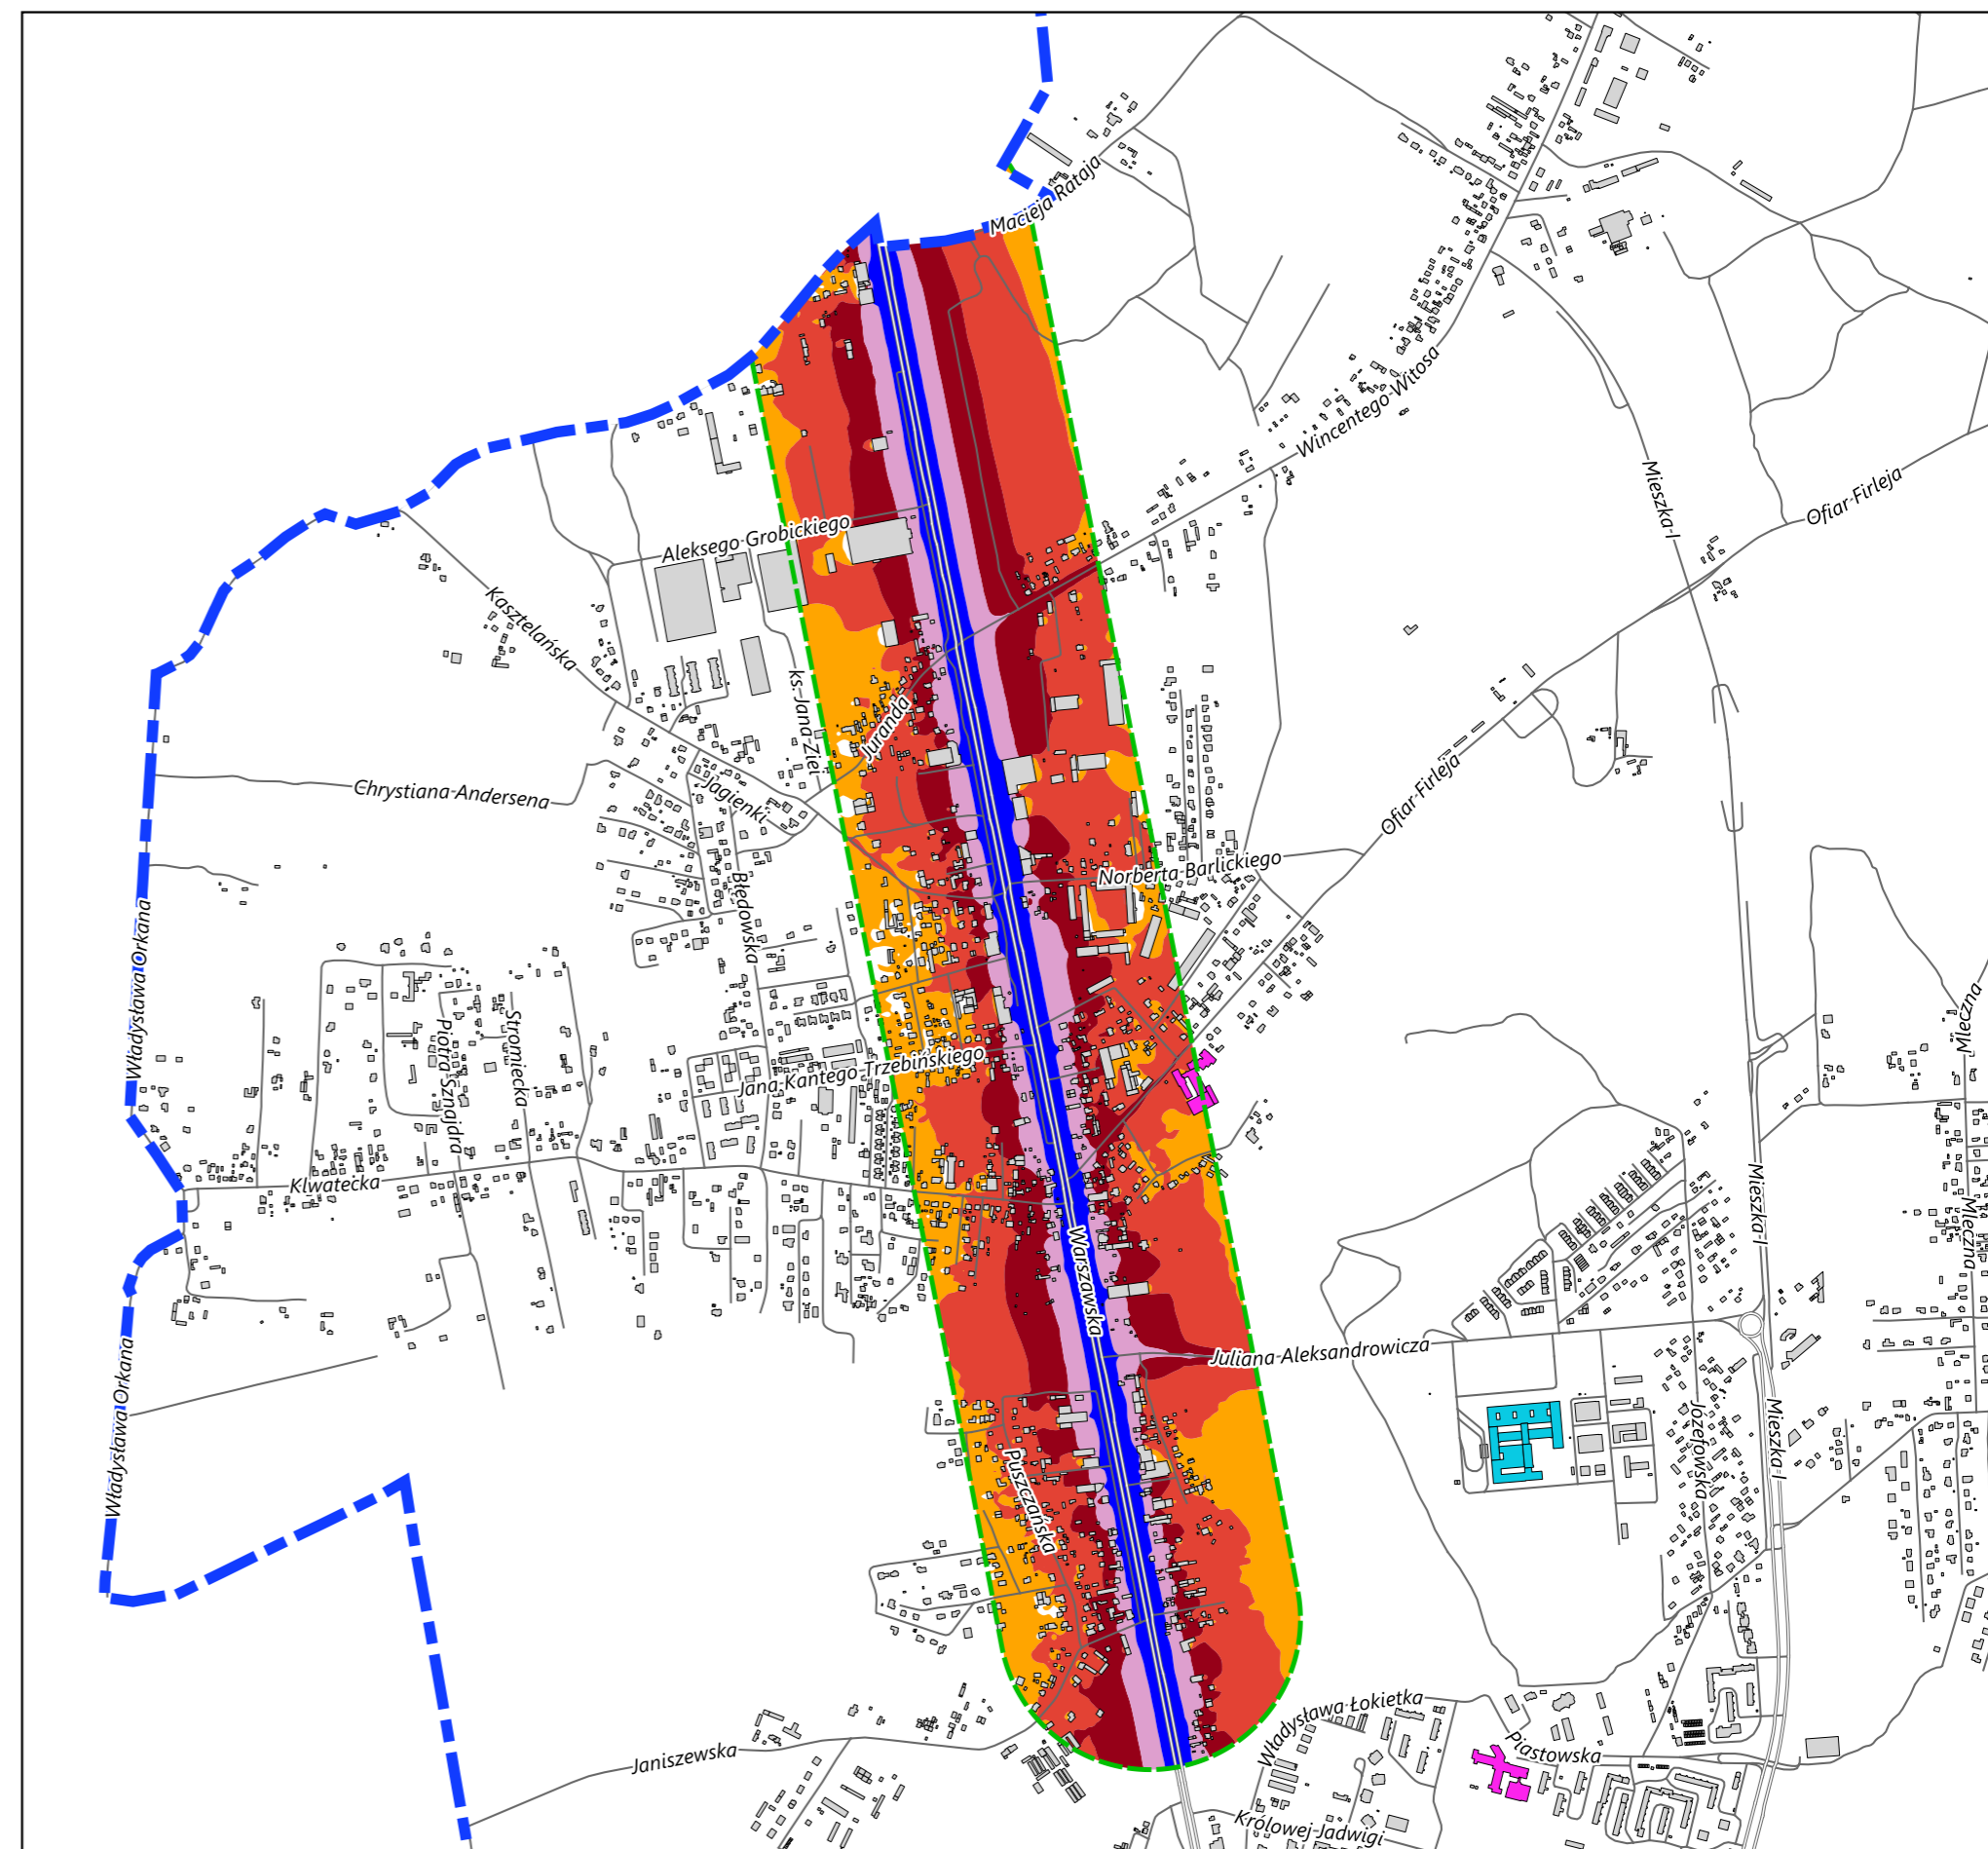 Macieja Rataja
Wincentego Witosa
Mieszka I
Ofiar Firleja
Aleksego Grobickiego
Kasztelańska
ks. Jana Ziei
Juranda
Chrystiana Andersena
Jagienki
Ofiar Firleja
Norberta Barlickiego
Błędowska
Władysława Orkana
Piotra Sznajdra
Stromiecka
Jana Kantego Trzebińskiego
Mleczna
Klwatecka
Mieszka I
Mleczna
Warszawska
Juliana Aleksandrowicza
Władysława Orkana
Józefowska
Mieszka I
Puszczańska
Janiszewska
Władysława Łokietka
Piastowska
Królowej Jadwigi